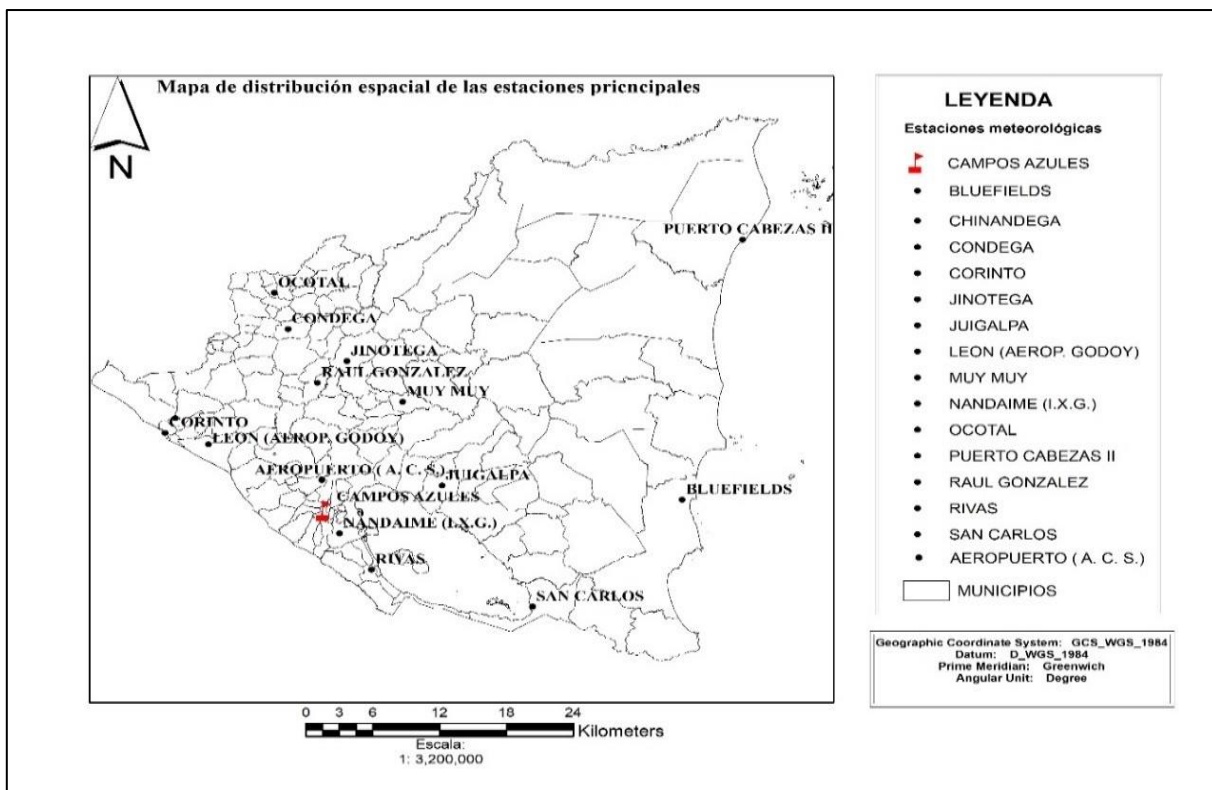 Mapa de distribución espacial de las estaciones pricncipales
N
PUERTO CABEZAS II
OCOTAL
CONDEGA
JINOTEGA
RAUL GONZALEZ
MUY MUY
CORINTO
LEON (AEROP. GODOY)
AEROPUERTO ( A. C. S.)
JUIGALPA
CAMPOS AZULES
BLUEFIELDS
NANDAIME (I.X.G.)
RIVAS
SAN CARLOS
0 3 6 12 18 24
Kilometers
Escala:
1: 3,200,000
LEYENDA
Estaciones meteorológicas
CAMPOS AZULES
BLUEFIELDS
CHINANDEGA
CONDEGA
CORINTO
JINOTEGA
JUIGALPA
LEON (AEROP. GODOY)
MUY MUY
NANDAIME (I.X.G.)
OCOTAL
PUERTO CABEZAS II
RAUL GONZALEZ
RIVAS
SAN CARLOS
AEROPUERTO ( A. C. S.)
MUNICIPIOS
Geographic Coordinate System: GCS_WGS_1984
Datum: D_WGS_1984
Prime Meridian: Greenwich
Angular Unit: Degree